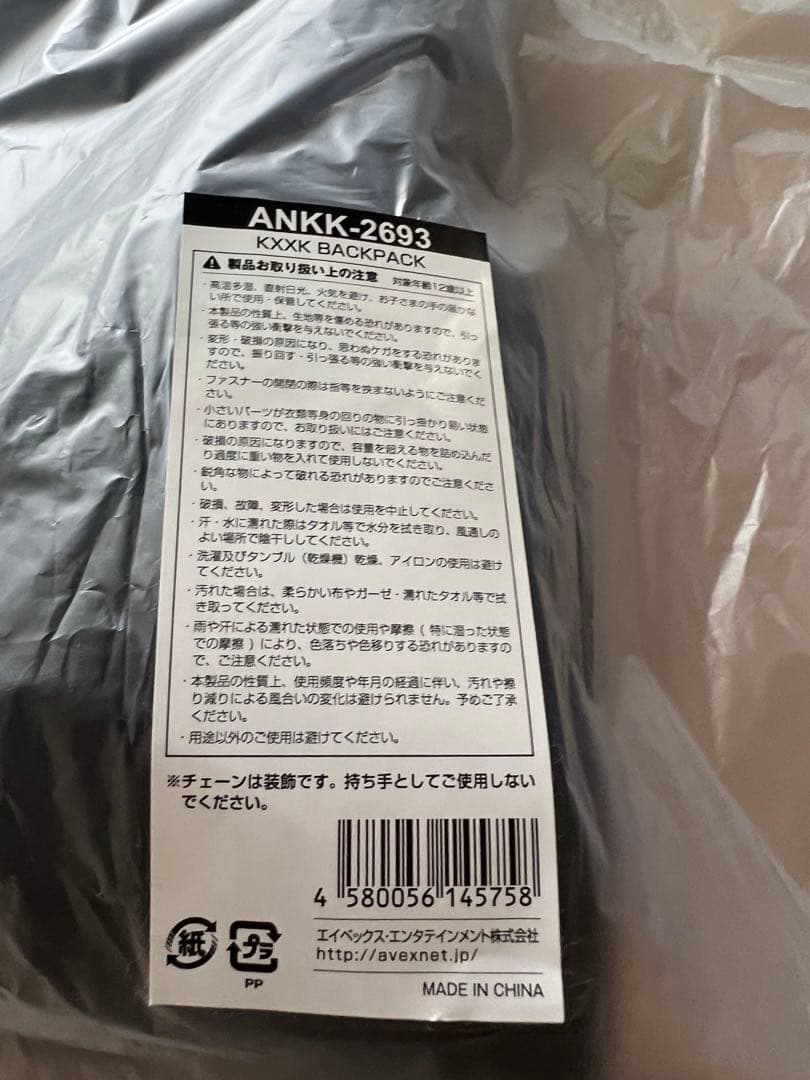 ANKK-2693
KXXK BACKPACK
製品お取り扱い上の注意 対象年齢12歳以上
・高温多湿、直射日光、火気を避け、お子さまの手の届かな
い所で使用・保管してください。
・本製品の性質上、生地等を傷める恐れがありますので、引っ
張る等の強い衝撃を与えないでください。
・変形・破損の原因になり、思わぬケガをする恐れがありま
すので、振り回す・引っ張る等の強い衝撃を与えないでく
ださい。
・ファスナーの開閉の際は指等を挟まないようにご注意くだ
さい。
・小さいパーツが衣類等身の回りの物に引っ掛かり易い状態
にありますので、お取り扱いにはご注意ください。
・破損の原因になりますので、容量を超える物を詰め込んだ
り過度に重い物を入れて使用しないでください。
・鋭角な物によって破れる恐れがありますのでご注意くださ
い。
・破損、故障、変形した場合は使用を中止してください。
・汗・水に濡れた際はタオル等で水分を拭き取り、風通しの
よい場所で陰干ししてください。
・洗濯及びタンブル（乾燥機）乾燥、アイロンの使用は避け
てください。
・汚れた場合は、柔らかい布やガーゼ・濡れたタオル等で拭
き取ってください。
・雨や汗による濡れた状態での使用や摩擦 ( 特に湿った状態
での摩擦 ) により、色落ちや色移りする恐れがありますの
で、ご注意ください。
・本製品の性質上、使用頻度や年月の経過に伴い、汚れや擦
り減りによる風合いの変化は避けられません。予めご了承
ください。
・用途以外のご使用は避けてください。
※チェーンは装飾です。持ち手としてご使用しない
でください。
4 580056 145758
紙
プラ
PP
エイベックス・エンタテインメント株式会社
http://avexnet.jp/
MADE IN CHINA